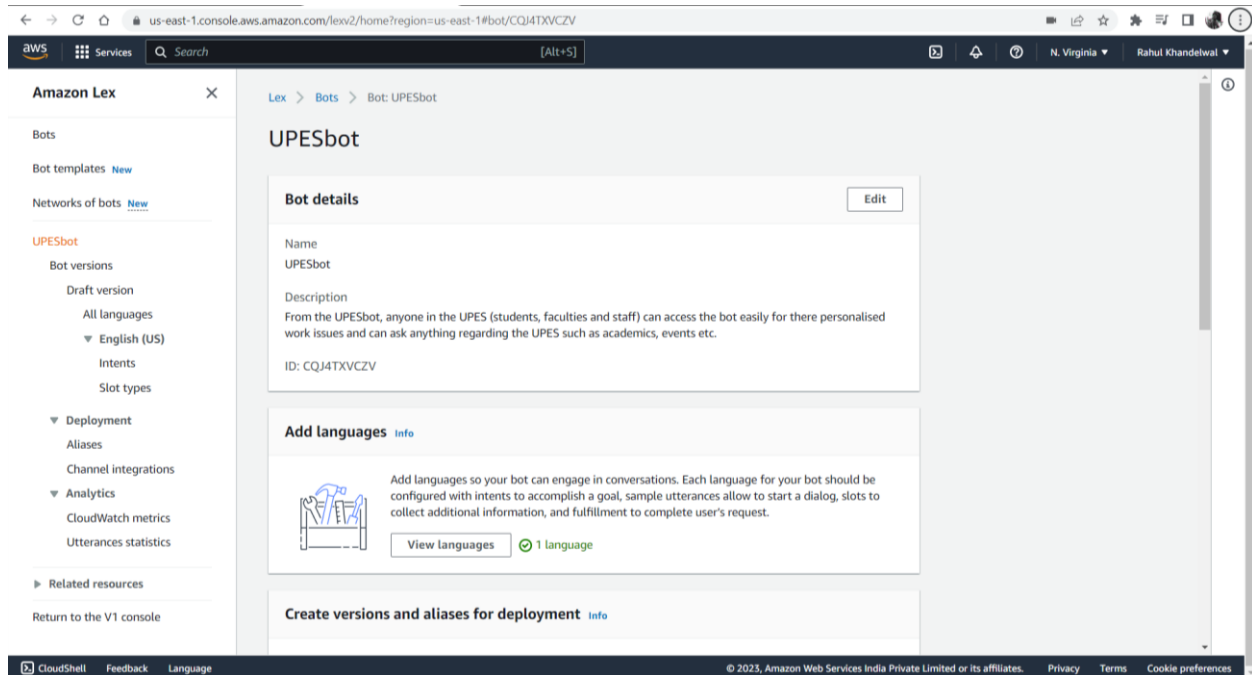 us-east-1.console.aws.amazon.com/lexv2/home?region=us-east-1#bot/CQJ4TXVCZV
aws Services Search [Alt+S] N. Virginia ▼ Rahul Khandelwal ▼
Amazon Lex
Bots
Bot templates New
Networks of bots New
UPESbot
Bot versions
Draft version
All languages
English (US)
Intents
Slot types
Deployment
Aliases
Channel integrations
Analytics
CloudWatch metrics
Utterances statistics
Related resources
Return to the V1 console
Lex > Bots > Bot: UPESbot
UPESbot
Bot details
Edit
Name
UPESbot
Description
From the UPESbot, anyone in the UPES (students, faculties and staff) can access the bot easily for there personalised
work issues and can ask anything regarding the UPES such as academics, events etc.
ID: CQJ4TXVCZV
Add languages Info
Add languages so your bot can engage in conversations. Each language for your bot should be
configured with intents to accomplish a goal, sample utterances allow to start a dialog, slots to
collect additional information, and fulfillment to complete user's request.
View languages 1 language
Create versions and aliases for deployment Info
CloudShell Feedback Language © 2023, Amazon Web Services India Private Limited or its affiliates. Privacy Terms Cookie preferences